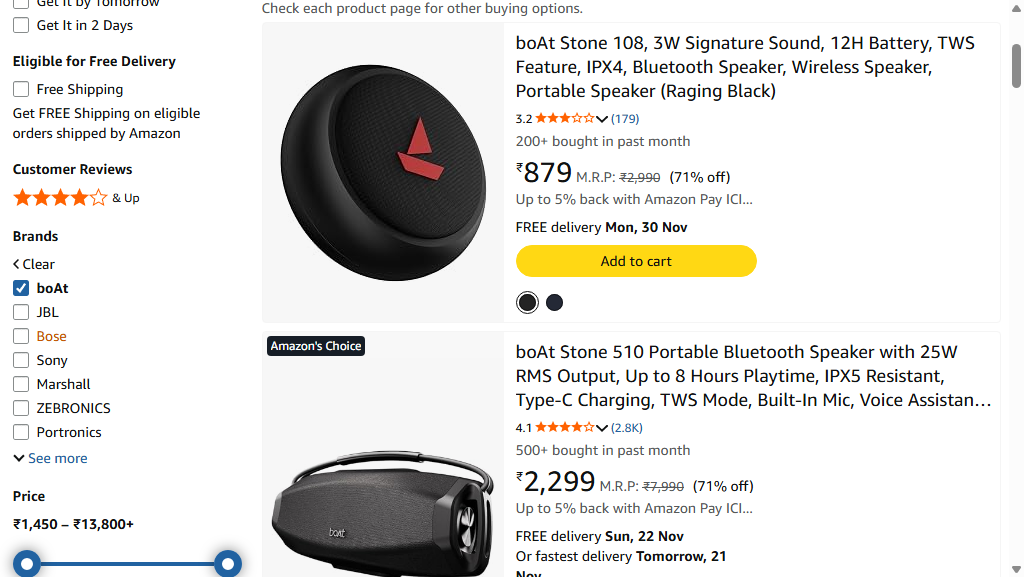 Get It by Tomorrow
Get It in 2 Days
Eligible for Free Delivery
Free Shipping
Get FREE Shipping on eligible
orders shipped by Amazon
Customer Reviews
& Up
Brands
Clear
boAt
JBL
Bose
Sony
Marshall
ZEBRONICS
Portronics
See more
Price
₹1,450 – ₹13,800+
Check each product page for other buying options.
boAt Stone 108, 3W Signature Sound, 12H Battery, TWS
Feature, IPX4, Bluetooth Speaker, Wireless Speaker,
Portable Speaker (Raging Black)
3.2 (179)
200+ bought in past month
₹879 M.R.P: ₹2,990 (71% off)
Up to 5% back with Amazon Pay ICI…
FREE delivery Mon, 30 Nov
Add to cart
Amazon's Choice
boAt
boAt Stone 510 Portable Bluetooth Speaker with 25W
RMS Output, Up to 8 Hours Playtime, IPX5 Resistant,
Type-C Charging, TWS Mode, Built-In Mic, Voice Assistan…
4.1 (2.8K)
500+ bought in past month
₹2,299 M.R.P: ₹7,990 (71% off)
Up to 5% back with Amazon Pay ICI…
FREE delivery Sun, 22 Nov
Or fastest delivery Tomorrow, 21
Nov